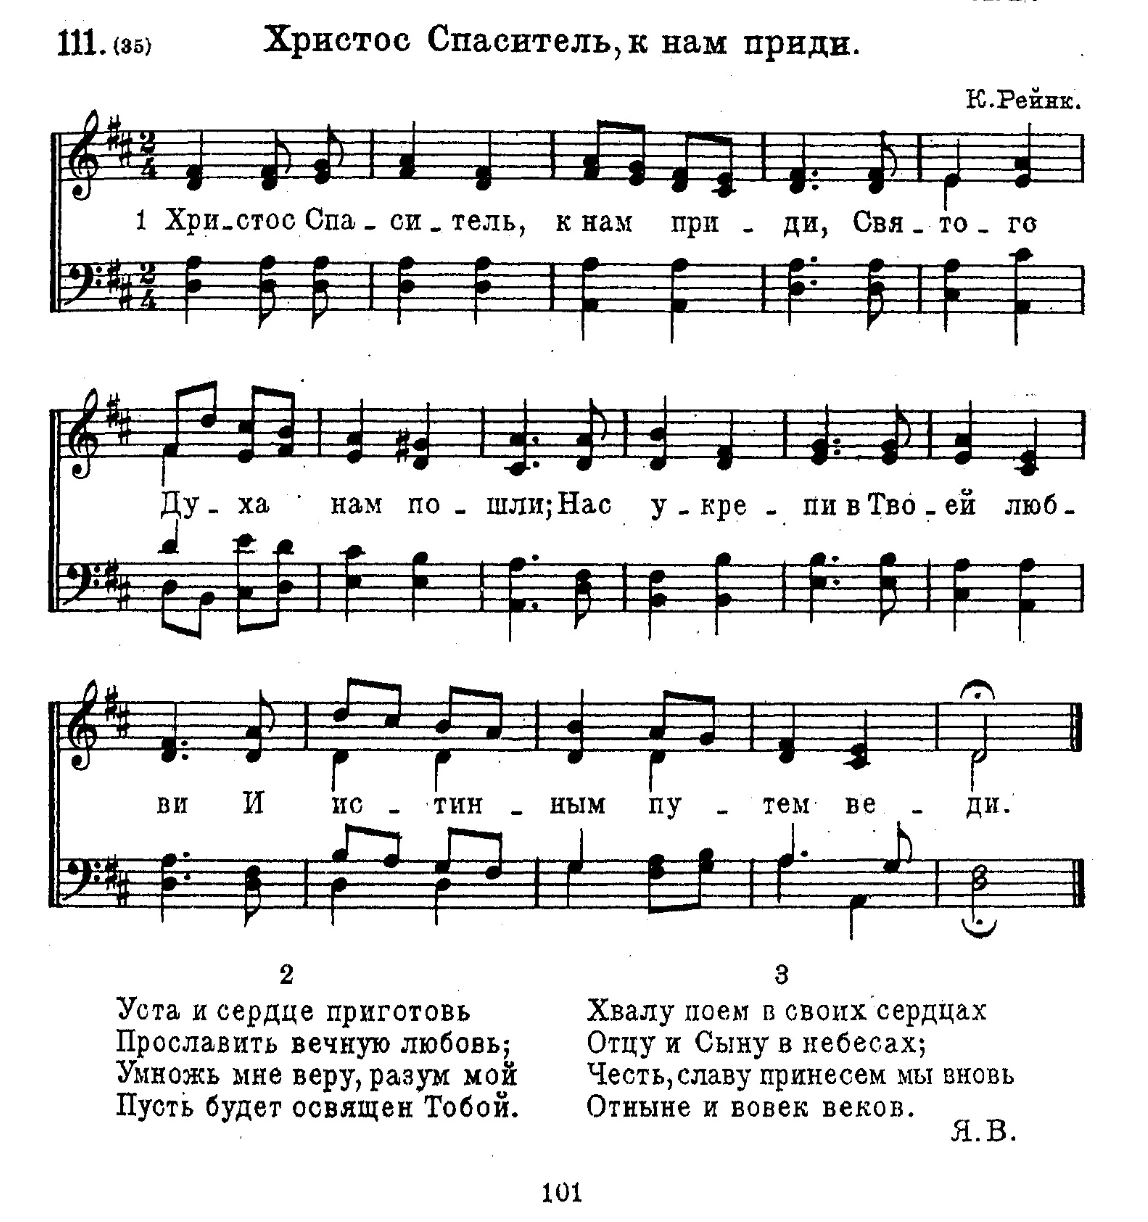 111. (35) Христос Спаситель, к нам приди.
К. Рейнк.
1 Хри-стос Спа - си - тель, к нам при - ди, Свя - то - го
Ду - ха нам по - шли; Нас у - кре - пи в Тво - ей люб -
ви И ис - тин - ным пу - тем ве - ди.
2
Уста и сердце приготовь
Прославить вечную любовь;
Умножь мне веру, разум мой
Пусть будет освящен Тобой.
3
Хвалу поем в своих сердцах
Отцу и Сыну в небесах;
Честь, славу принесем мы вновь
Отныне и вовек веков.
Я. В.
101